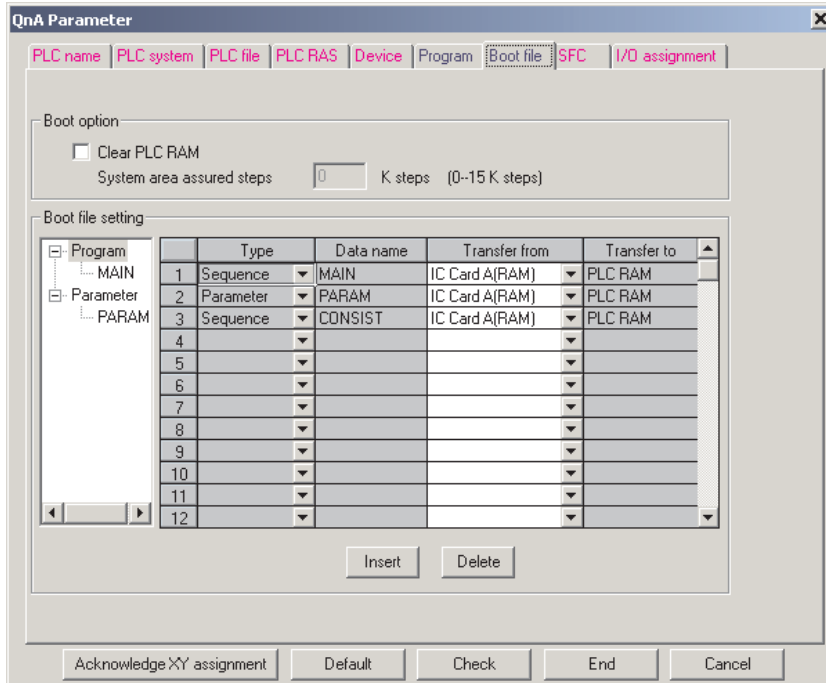 QnA Parameter
PLC name PLC system PLC file PLC RAS Device Program Boot file SFC I/O assignment
Boot option
Clear PLC RAM
System area assured steps 0 K steps (0--15 K steps)
Boot file setting
Program
MAIN
Parameter
PARAM
Type Data name Transfer from Transfer to
1 Sequence MAIN IC Card A(RAM) PLC RAM
2 Parameter PARAM IC Card A(RAM) PLC RAM
3 Sequence CONSIST IC Card A(RAM) PLC RAM
4
5
6
7
8
9
10
11
12
Insert Delete
Acknowledge XY assignment Default Check End Cancel